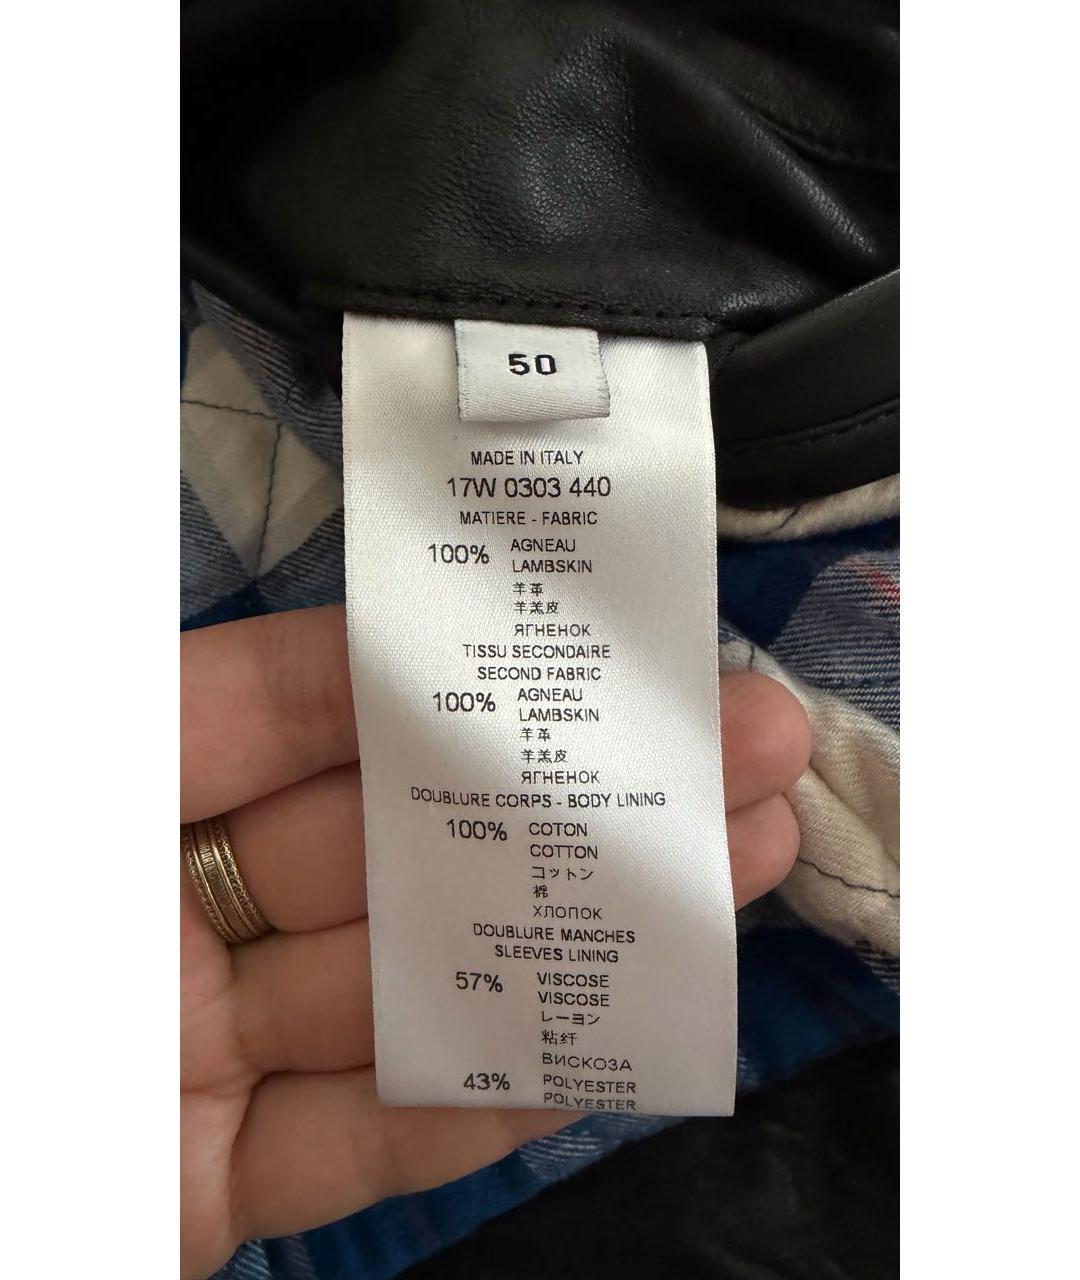 50
MADE IN ITALY
17W 0303 440
MATIERE - FABRIC
100% AGNEAU
LAMBSKIN
羊革
羊羔皮
ЯГНЕНОК
TISSU SECONDAIRE
SECOND FABRIC
100% AGNEAU
LAMBSKIN
羊革
羊羔皮
ЯГНЕНОК
DOUBLURE CORPS - BODY LINING
100% COTON
COTTON
コットン
棉
ХЛОПОК
DOUBLURE MANCHES
SLEEVES LINING
57% VISCOSE
VISCOSE
レーヨン
粘纤
ВИСКОЗА
43% POLYESTER
POLYESTER